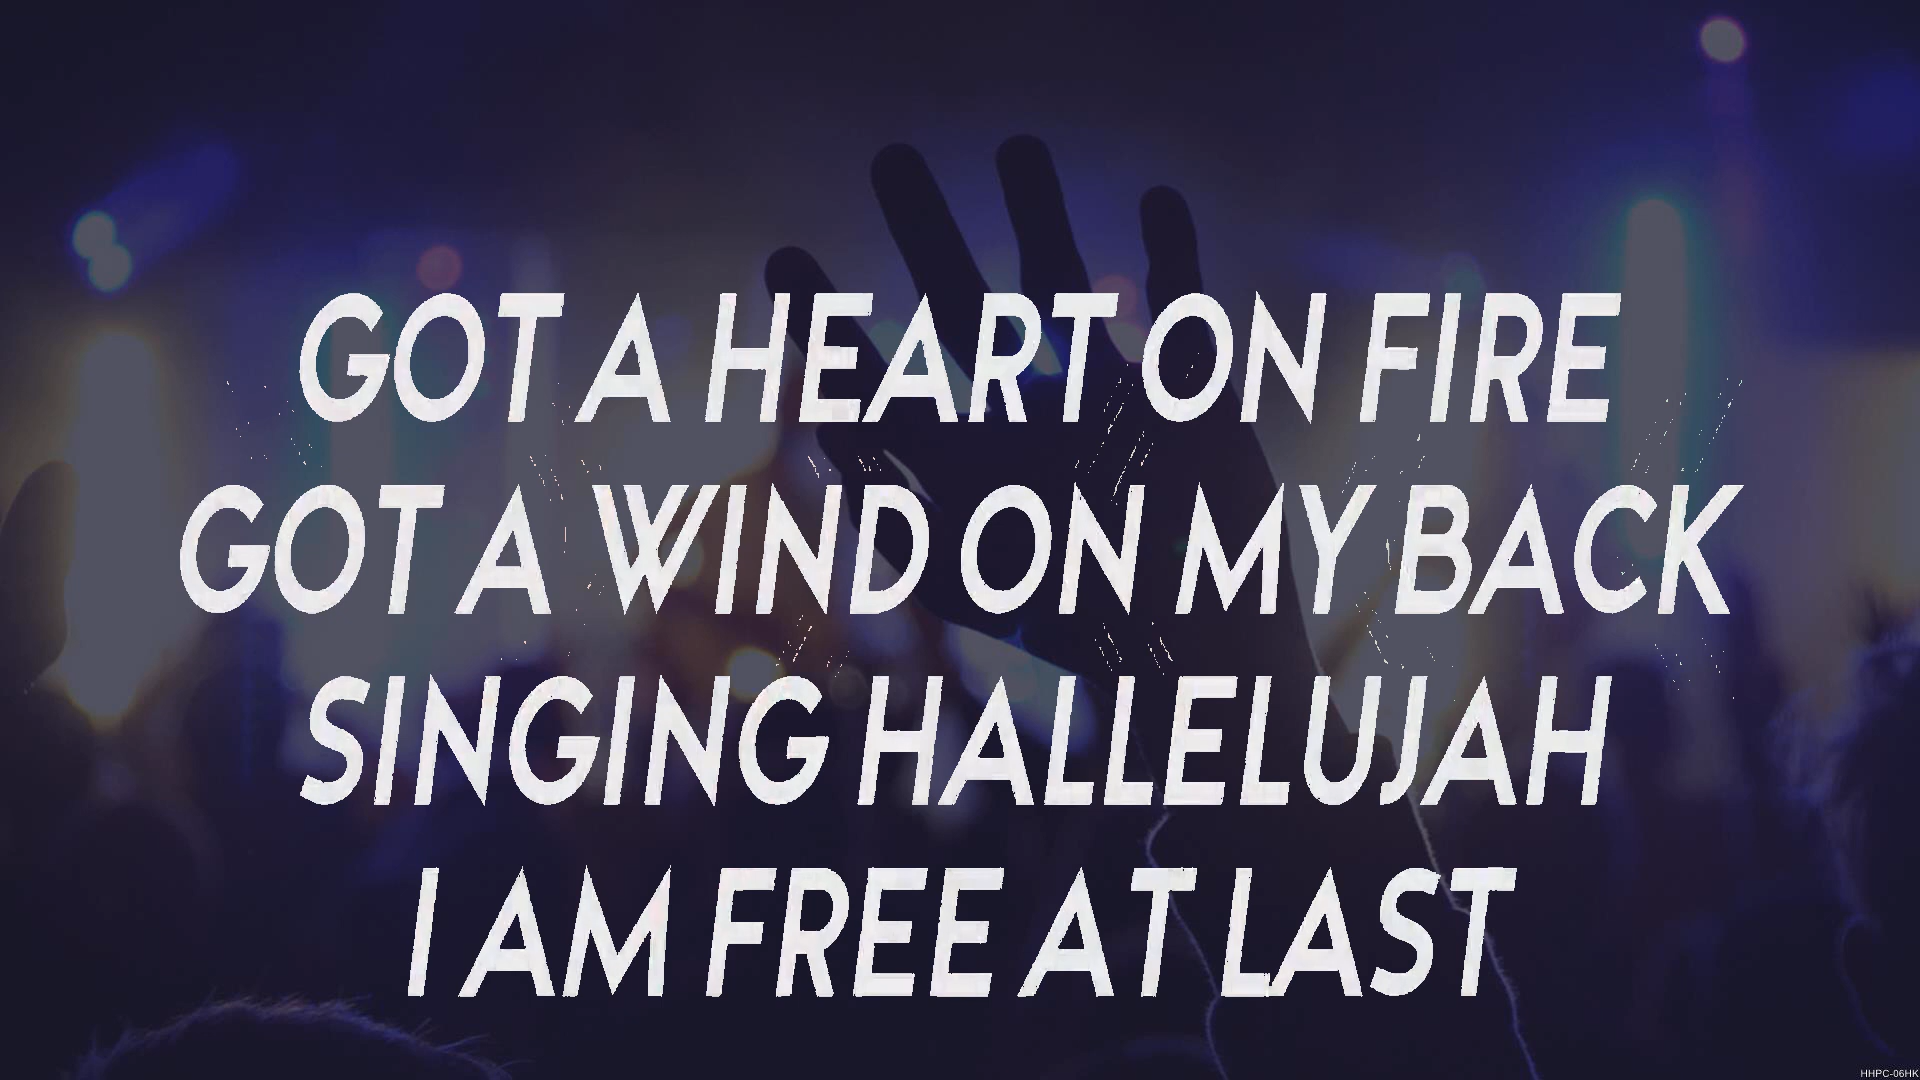 GOT A HEART ON FIRE
GOT A WIND ON MY BACK
SINGING HALLELUJAH
I AM FREE AT LAST
HHPC-06HK